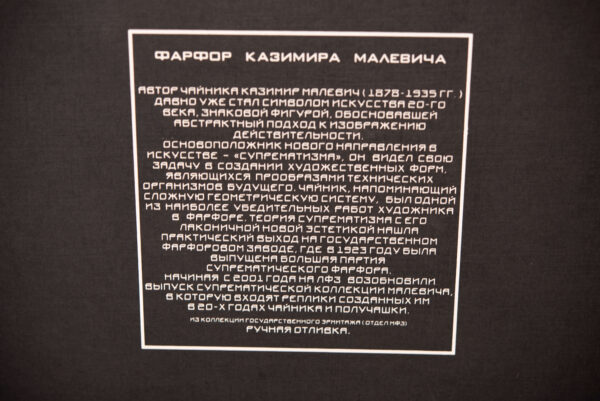 ФАРФОР КАЗИМИРА МАЛЕВИЧА
АВТОР ЧАЙНИКА КАЗИМИР МАЛЕВИЧ ( 1878-1935 ГГ. )
ДАВНО УЖЕ СТАЛ СИМВОЛОМ ИСКУССТВА 20-ГО
ВЕКА, ЗНАКОВОЙ ФИГУРОЙ, ОБОСНОВАВШЕЙ
АБСТРАКТНЫЙ ПОДХОД К ИЗОБРАЖЕНИЮ
ДЕЙСТВИТЕЛЬНОСТИ.
ОСНОВОПОЛОЖНИК НОВОГО НАПРАВЛЕНИЯ В
ИСКУССТВЕ - «СУПРЕМАТИЗМА», ОН ВИДЕЛ СВОЮ
ЗАДАЧУ В СОЗДАНИИ ХУДОЖЕСТВЕННЫХ ФОРМ,
ЯВЛЯЮЩИХСЯ ПРООБРАЗАМИ ТЕХНИЧЕСКИХ
ОРГАНИЗМОВ БУДУЩЕГО. ЧАЙНИК, НАПОМИНАЮЩИЙ
СЛОЖНУЮ ГЕОМЕТРИЧЕСКУЮ СИСТЕМУ, БЫЛ ОДНОЙ
ИЗ НАИБОЛЕЕ УБЕДИТЕЛЬНЫХ РАБОТ ХУДОЖНИКА
В ФАРФОРЕ. ТЕОРИЯ СУПРЕМАТИЗМА С ЕГО
ЛАКОНИЧНОЙ НОВОЙ ЭСТЕТИКОЙ НАШЛА
ПРАКТИЧЕСКИЙ ВЫХОД НА ГОСУДАРСТВЕННОМ
ФАРФОРОВОМ ЗАВОДЕ, ГДЕ В 1923 ГОДУ БЫЛА
ВЫПУЩЕНА БОЛЬШАЯ ПАРТИЯ
СУПРЕМАТИЧЕСКОГО ФАРФОРА.
НАЧИНАЯ С 2001 ГОДА НА ЛФЗ ВОЗОБНОВИЛИ
ВЫПУСК СУПРЕМАТИЧЕСКОЙ КОЛЛЕКЦИИ МАЛЕВИЧА,
В КОТОРУЮ ВХОДЯТ РЕПЛИКИ СОЗДАННЫХ ИМ
В 20-Х ГОДАХ ЧАЙНИКА И ПОЛУЧАШКИ.
ИЗ КОЛЛЕКЦИИ ГОСУДАРСТВЕННОГО ЭРМИТАЖА ( ОТДЕЛ ИФЗ)
РУЧНАЯ ОТЛИВКА.